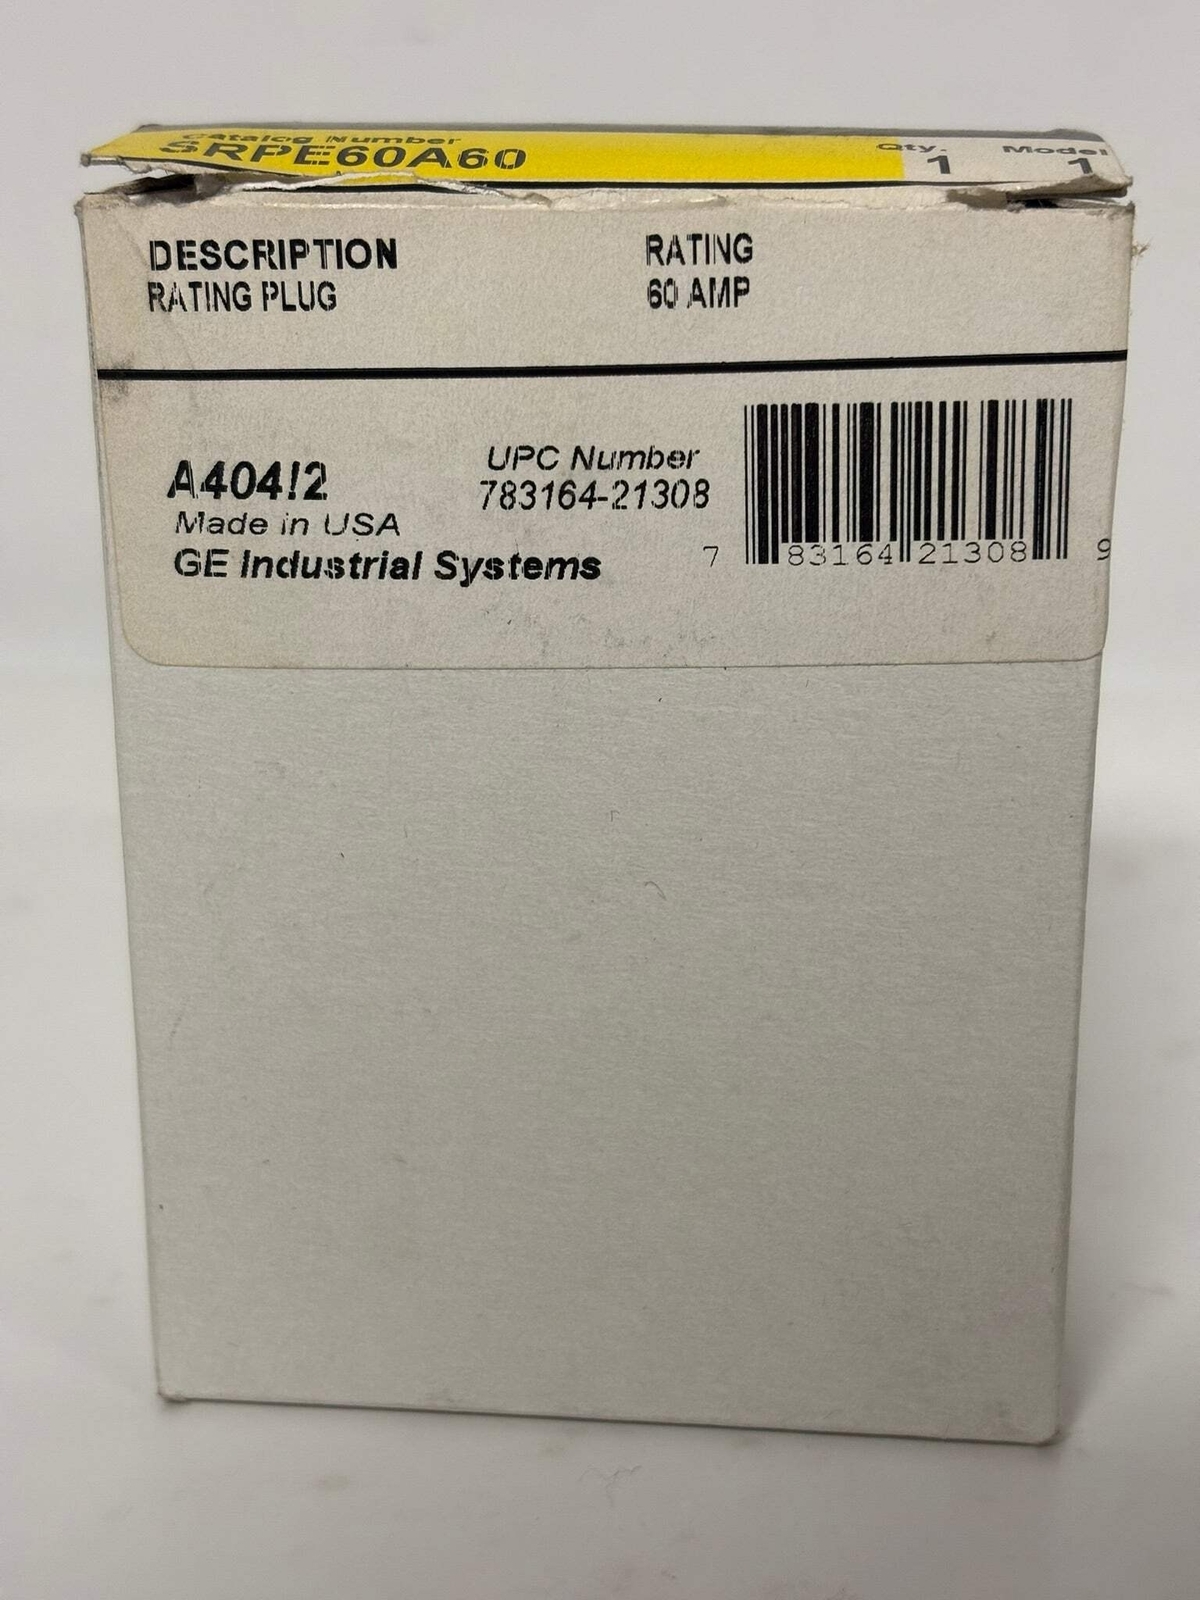 Catalog Number
SRPE60A60
Qty.
1
Model
1
DESCRIPTION
RATING PLUG
RATING
60 AMP
A404!2
Made in USA
GE Industrial Systems
UPC Number
783164-21308
7 83164 21308 9